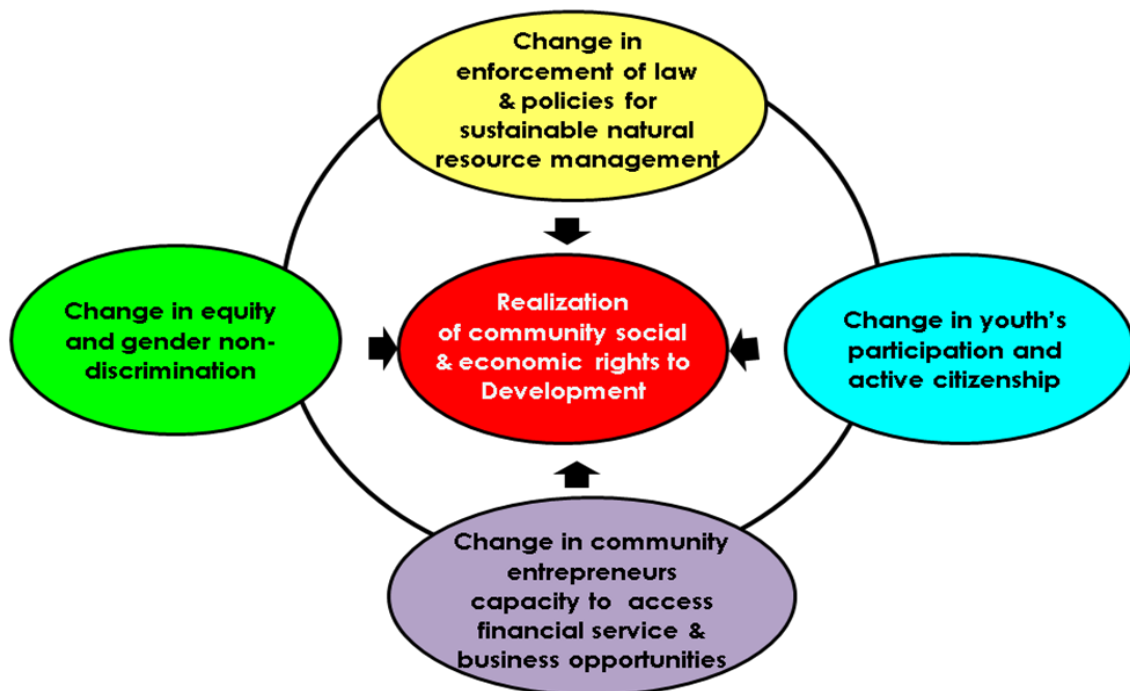 Change in
enforcement of law
& policies for
sustainable natural
resource management
Change in equity
and gender non-
discrimination
Realization
of community social
& economic rights to
Development
Change in youth's
participation and
active citizenship
Change in community
entrepreneurs
capacity to access
financial service &
business opportunities